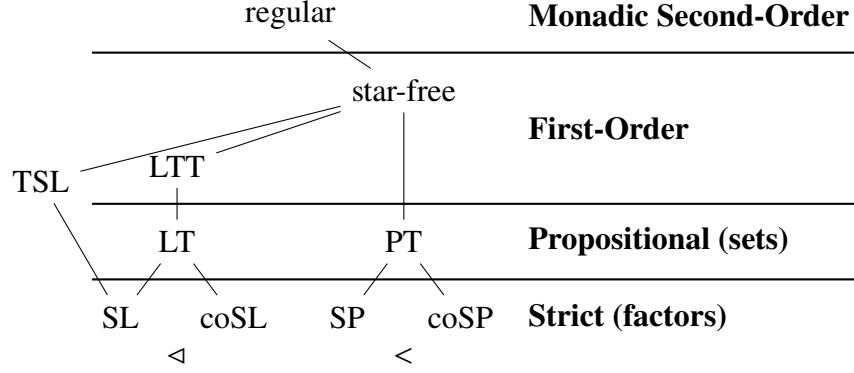 regular Monadic Second-Order
star-free
First-Order
LTT
TSL
LT PT Propositional (sets)
SL coSL SP coSP Strict (factors)
◃ <